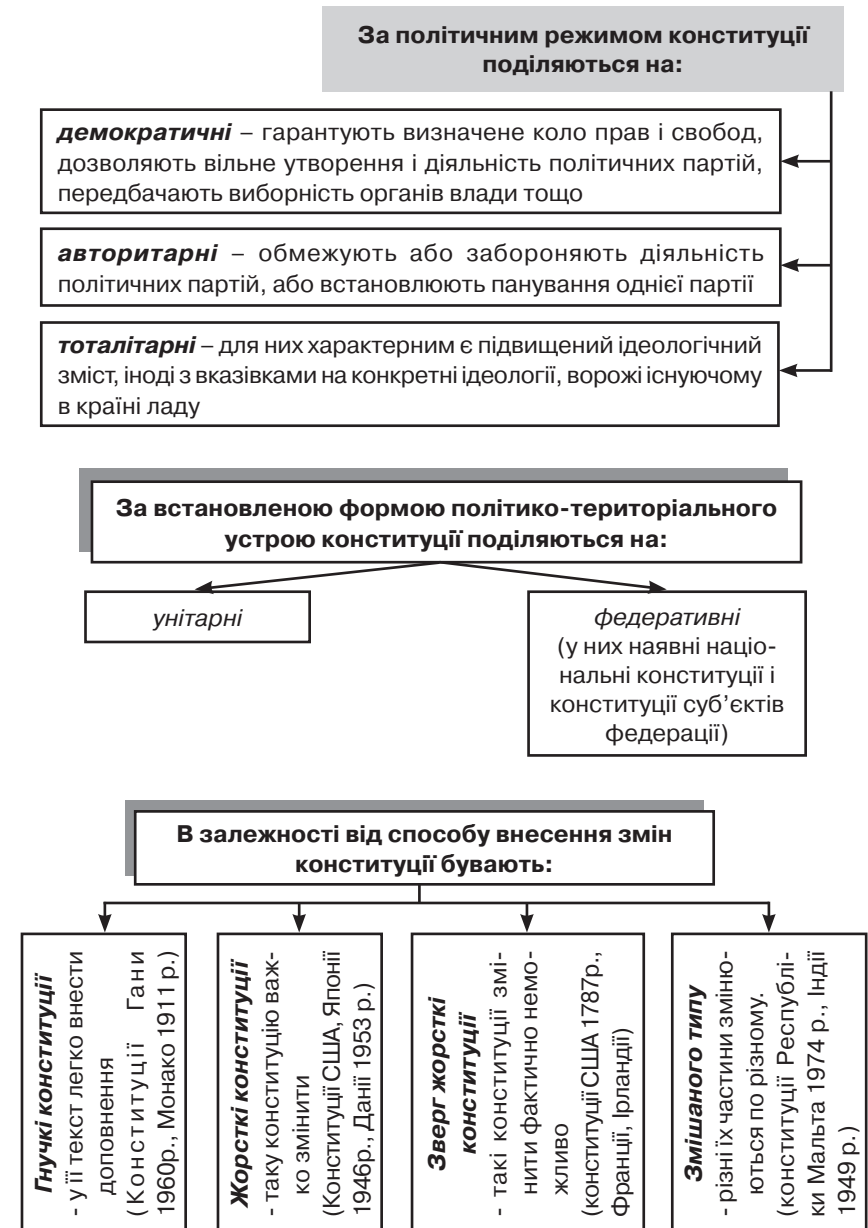 За політичним режимом конституції
поділяються на:
демократичні – гарантують визначене коло прав і свобод,
дозволяють вільне утворення і діяльність політичних партій,
передбачають виборність органів влади тощо
авторитарні – обмежують або забороняють діяльність
політичних партій, або встановлюють панування однієї партії
тоталітарні – для них характерним є підвищений ідеологічний
зміст, іноді з вказівками на конкретні ідеології, ворожі існуючому
в країні ладу
За встановленою формою політико-територіального
устрою конституції поділяються на:
унітарні
федеративні
(у них наявні націо-
нальні конституції і
конституції суб’єктів
федерації)
В залежності від способу внесення змін
конституції бувають:
Гнучкі конституції
- у її текст легко внести
доповнення
(Конституції Гани
1960р., Монако 1911 р.)
Жорсткі конституції
- таку конституцію важ-
ко змінити
(Конституції США, Японії
1946р., Данії 1953 р.)
Зверг жорсткі
конституції
- такі конституції змі-
нити фактично немо-
жливо
(конституції США 1787р.,
Франції, Ірландії)
Змішаного типу
- різні їх частини зміню-
ються по різному.
(конституції Республі-
ки Мальта 1974 р., Індії
1949 р.)